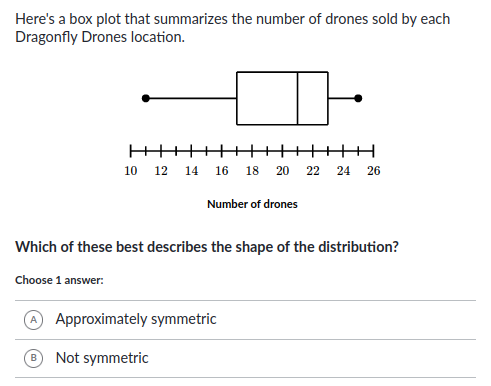 Here's a box plot that summarizes the number of drones sold by each
Dragonfly Drones location.
10 12 14 16 18 20 22 24 26
Number of drones
Which of these best describes the shape of the distribution?
Choose 1 answer:
A Approximately symmetric
B Not symmetric